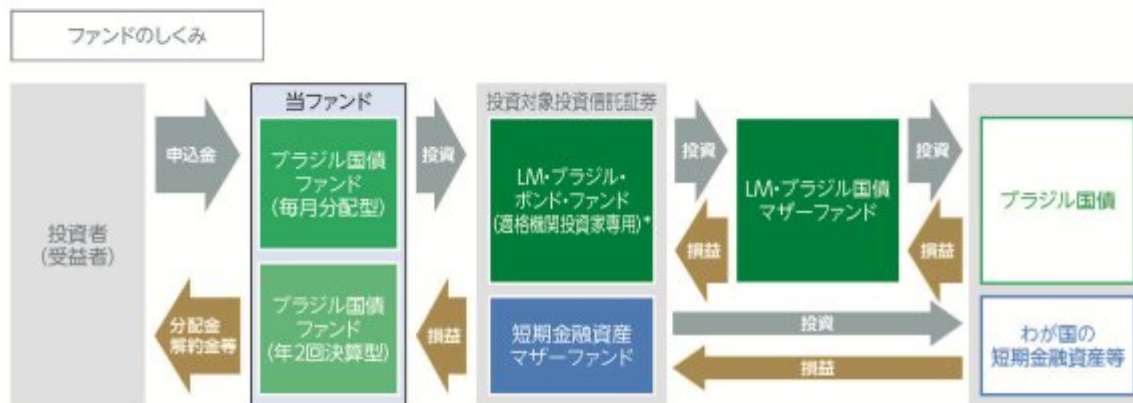 ファンドのしくみ
投資者
(受益者)
申込金
分配金
解約金等
当ファンド
ブラジル国債
ファンド
(毎月分配型)
ブラジル国債
ファンド
(年2回決算型)
投資
損益
投資対象投資信託証券
LM・ブラジル・
ボンド・ファンド
(適格機関投資家専用)*
短期金融資産
マザーファンド
投資
損益
LM・ブラジル国債
マザーファンド
投資
損益
投資
損益
ブラジル国債
わが国の
短期金融資産等